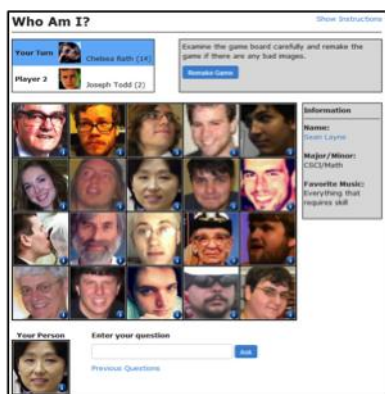 Who Am I?
Show Instructions
Your Turn
Chelsea Rath (14)
Player 2
Joseph Todd (2)
Examine the game board carefully and remake the
game if there are any bad images.
Remake Game
Information
Name:
Sean Layne
Major/Minor:
CSCI/Math
Favorite Music:
Everything that
requires skill
Your Person
Enter your question
Ask
Previous Questions